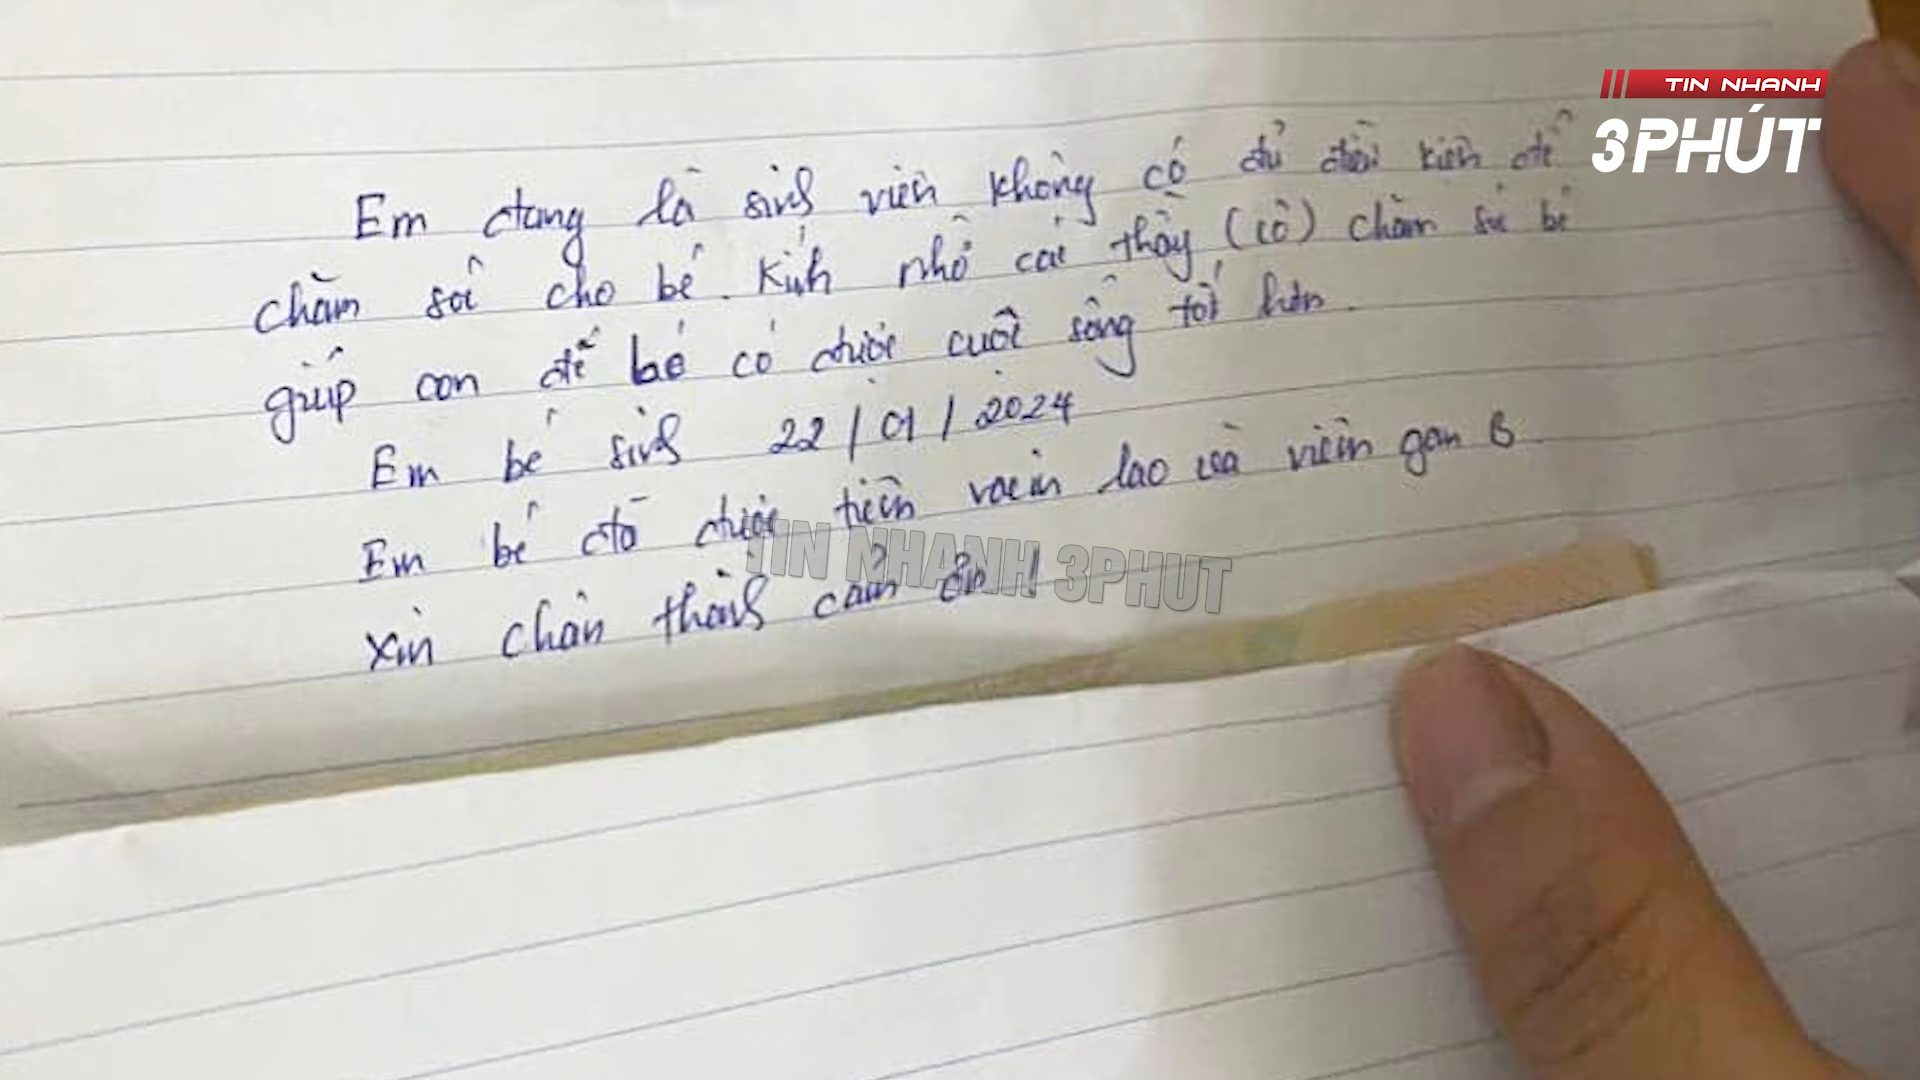 TIN NHANH
3PHÚT
Em đang là sinh viên không có đủ điều kiện để
chăm sóc cho bé. Kính nhờ các thầy (cô) chăm sóc bé
giúp con để bé có được cuộc sống tốt hơn.
Em bé sinh 22/01/2024
Em bé đã được tiêm vacin lao và viêm gan B
TIN NHANH 3PHUT
Xin chân thành cảm ơn!